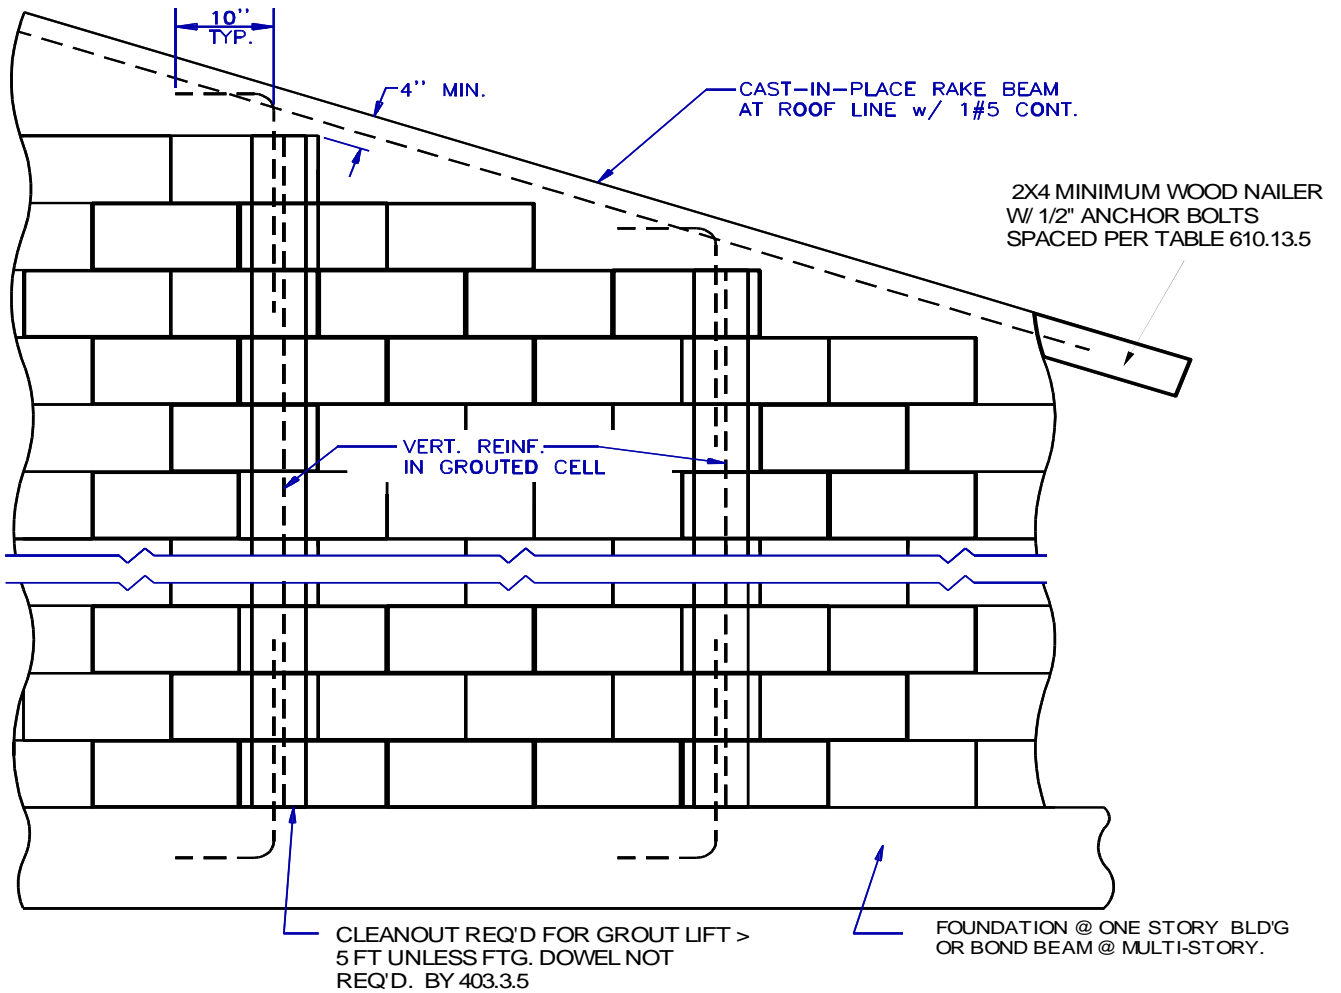 10''
TYP.
4'' MIN.
CAST-IN-PLACE RAKE BEAM
AT ROOF LINE w/ 1#5 CONT.
2X4 MINIMUM WOOD NAILER
W/ 1/2" ANCHOR BOLTS
SPACED PER TABLE 610.13.5
VERT. REINF.
IN GROUTED CELL
CLEANOUT REQ'D FOR GROUT LIFT >
5 FT UNLESS FTG. DOWEL NOT
REQ'D. BY 403.3.5
FOUNDATION @ ONE STORY BLD'G
OR BOND BEAM @ MULTI-STORY.